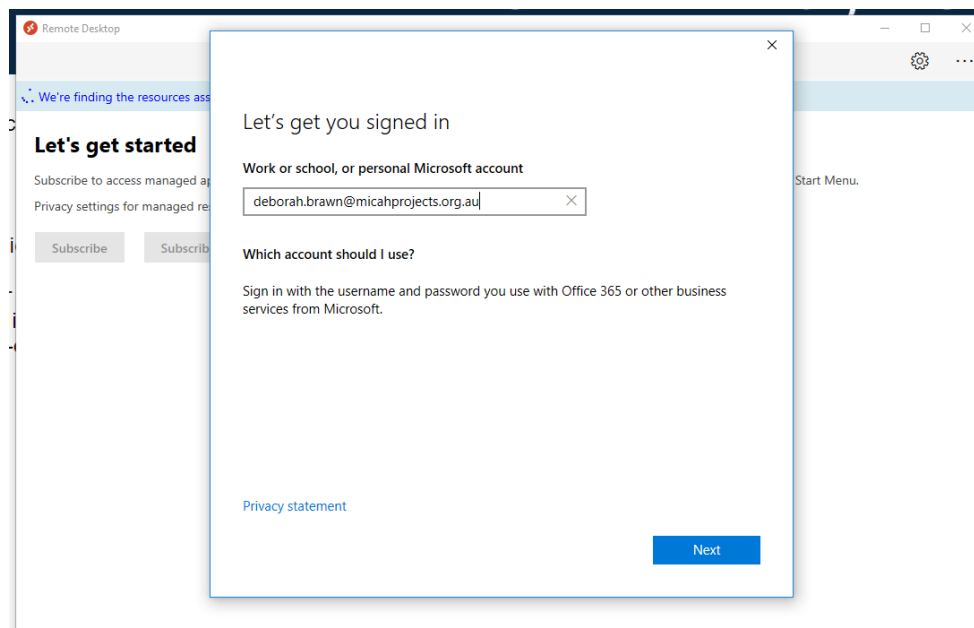 Remote Desktop
We're finding the resources ass
Let's get started
Subscribe to access managed ap
Start Menu.
Privacy settings for managed re
Subscribe
Subscrib
Let's get you signed in
Work or school, or personal Microsoft account
deborah.brawn@micahprojects.org.au
Which account should I use?
Sign in with the username and password you use with Office 365 or other business
services from Microsoft.
Privacy statement
Next